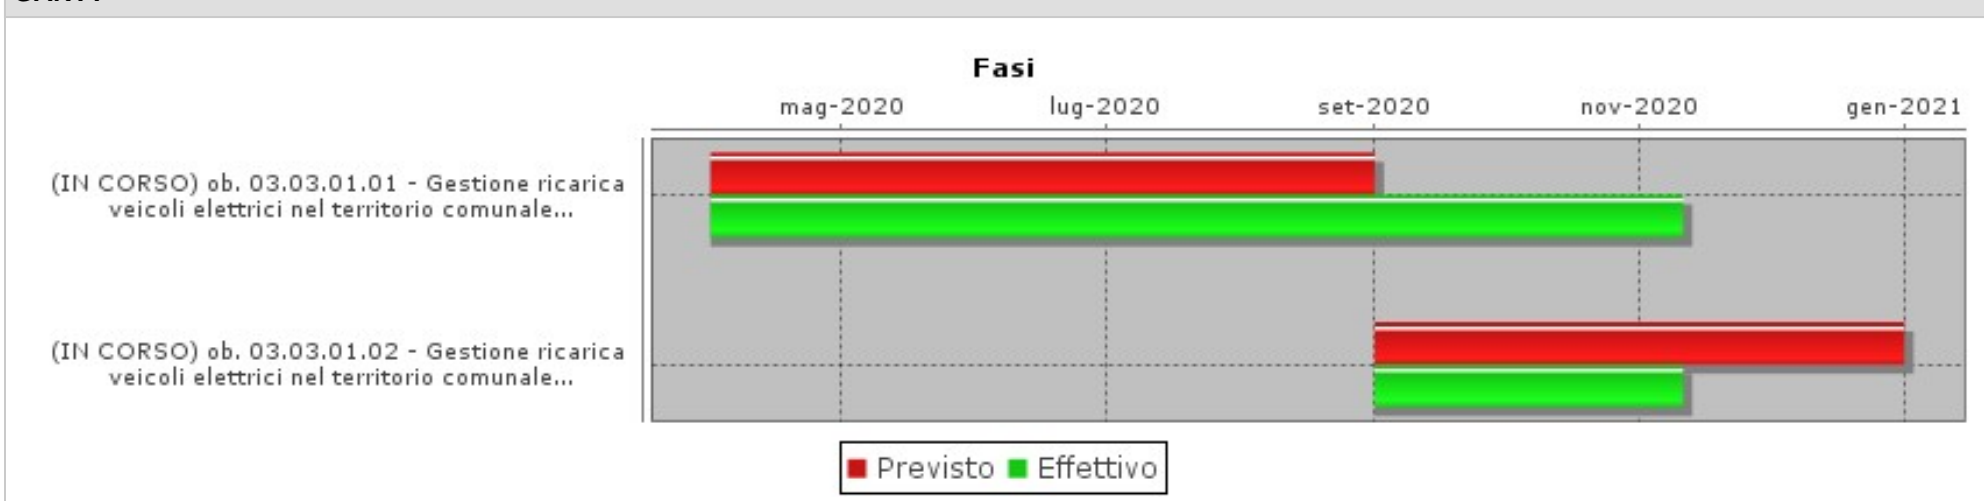 Fasi
mag-2020 lug-2020 set-2020 nov-2020 gen-2021
(IN CORSO) ob. 03.03.01.01 - Gestione ricarica
veicoli elettrici nel territorio comunale...
(IN CORSO) ob. 03.03.01.02 - Gestione ricarica
veicoli elettrici nel territorio comunale...
Previsto Effettivo